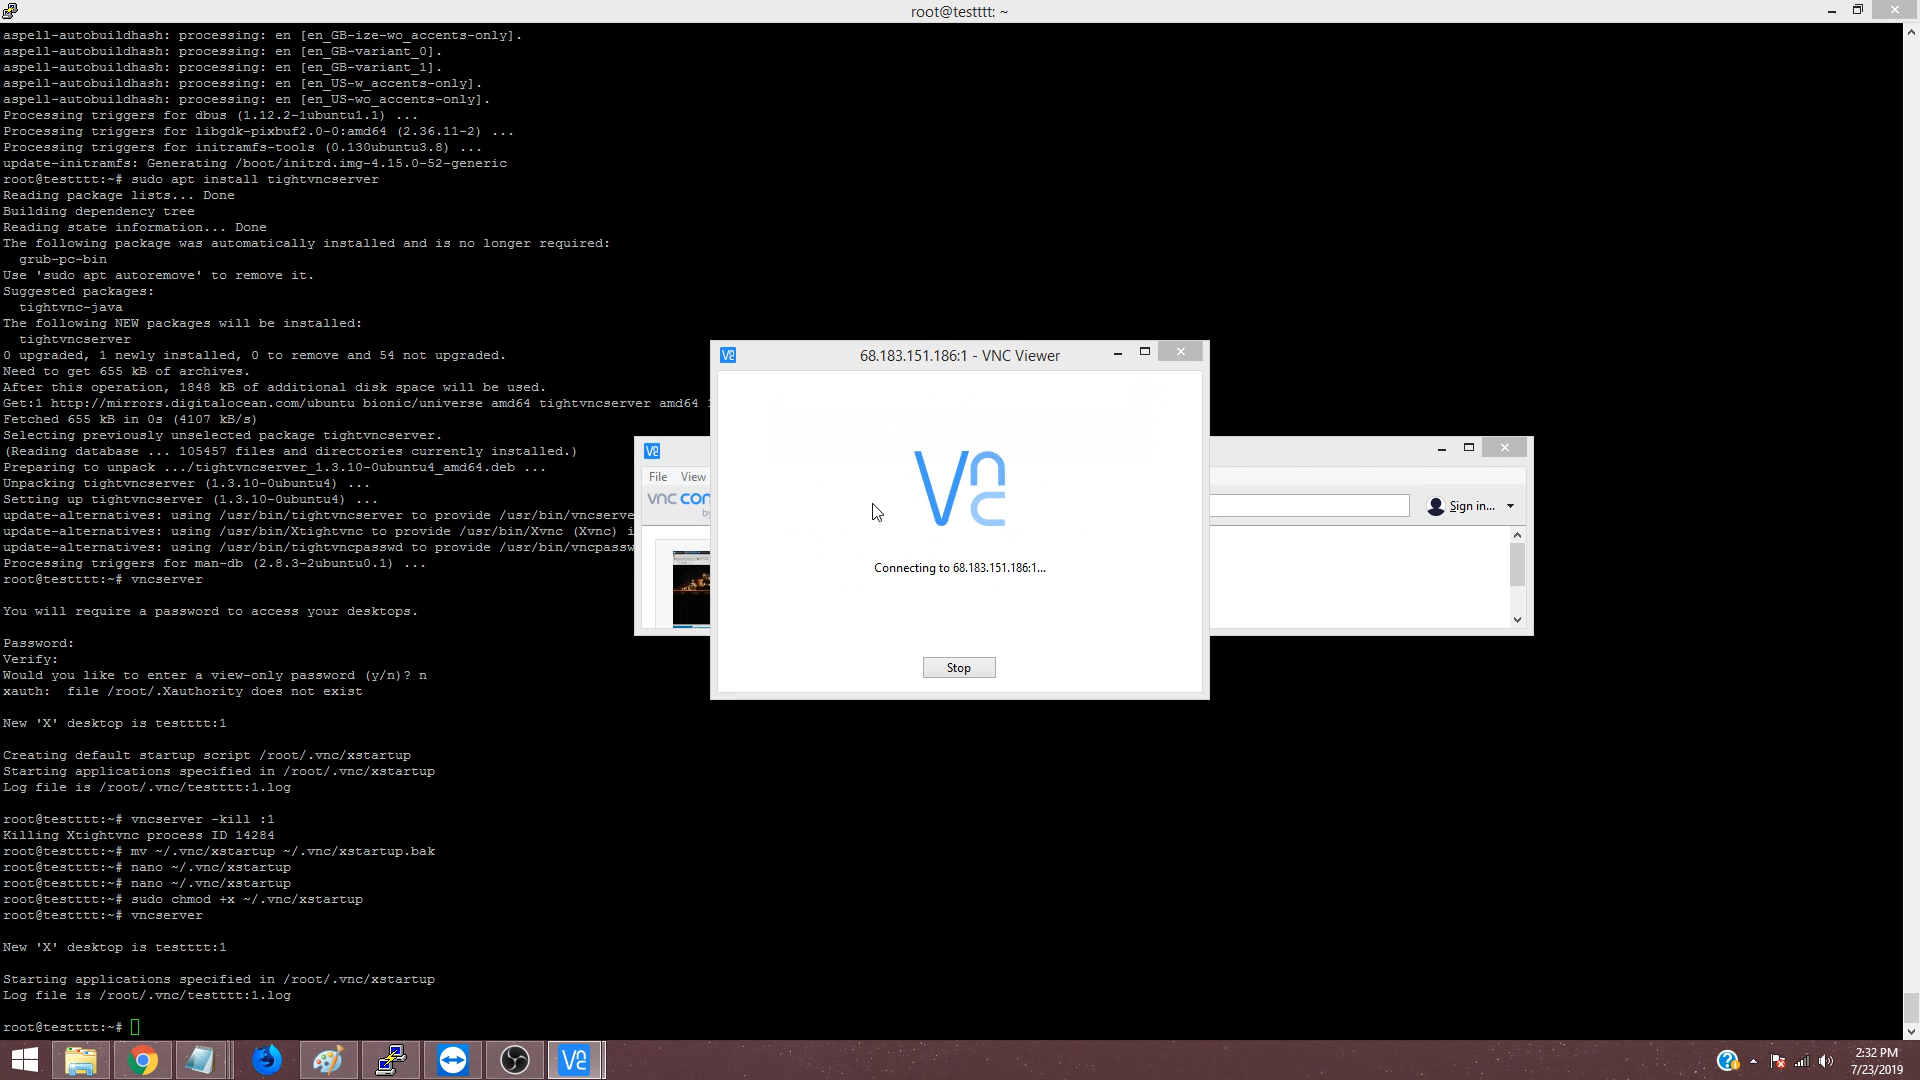 root@testttt: ~
aspell-autobuildhash: processing: en [en_GB-ize-wo_accents-only].
aspell-autobuildhash: processing: en [en_GB-variant_0].
aspell-autobuildhash: processing: en [en_GB-variant_1].
aspell-autobuildhash: processing: en [en_US-w_accents-only].
aspell-autobuildhash: processing: en [en_US-wo_accents-only].
Processing triggers for dbus (1.12.2-1ubuntu1.1) ...
Processing triggers for libgdk-pixbuf2.0-0:amd64 (2.36.11-2) ...
Processing triggers for initramfs-tools (0.130ubuntu3.8) ...
update-initramfs: Generating /boot/initrd.img-4.15.0-52-generic
root@testttt:~# sudo apt install tightvncserver
Reading package lists... Done
Building dependency tree
Reading state information... Done
The following package was automatically installed and is no longer required:
grub-pc-bin
Use 'sudo apt autoremove' to remove it.
Suggested packages:
tightvnc-java
The following NEW packages will be installed:
tightvncserver
0 upgraded, 1 newly installed, 0 to remove and 54 not upgraded.
Need to get 655 kB of archives.
After this operation, 1848 kB of additional disk space will be used.
Get:1 http://mirrors.digitalocean.com/ubuntu bionic/universe amd64 tightvncserver amd64
Fetched 655 kB in 0s (4107 kB/s)
Selecting previously unselected package tightvncserver.
(Reading database ... 105457 files and directories currently installed.)
Preparing to unpack .../tightvncserver_1.3.10-0ubuntu4_amd64.deb ...
Unpacking tightvncserver (1.3.10-0ubuntu4) ...
Setting up tightvncserver (1.3.10-0ubuntu4) ...
update-alternatives: using /usr/bin/tightvncserver to provide /usr/bin/vncserve
update-alternatives: using /usr/bin/Xtightvnc to provide /usr/bin/Xvnc (Xvnc) i
update-alternatives: using /usr/bin/tightvncpasswd to provide /usr/bin/vncpassw
Processing triggers for man-db (2.8.3-2ubuntu0.1) ...
root@testttt:~# vncserver
You will require a password to access your desktops.
Password:
Verify:
Would you like to enter a view-only password (y/n)? n
xauth:  file /root/.Xauthority does not exist
New 'X' desktop is testttt:1
Creating default startup script /root/.vnc/xstartup
Starting applications specified in /root/.vnc/xstartup
Log file is /root/.vnc/testttt:1.log
root@testttt:~# vncserver -kill :1
Killing Xtightvnc process ID 14284
root@testttt:~# mv ~/.vnc/xstartup ~/.vnc/xstartup.bak
root@testttt:~# nano ~/.vnc/xstartup
root@testttt:~# nano ~/.vnc/xstartup
root@testttt:~# sudo chmod +x ~/.vnc/xstartup
root@testttt:~# vncserver
New 'X' desktop is testttt:1
Starting applications specified in /root/.vnc/xstartup
Log file is /root/.vnc/testttt:1.log
root@testttt:~#
68.183.151.186:1 - VNC Viewer
Connecting to 68.183.151.186:1...
Stop
File View
vnc con
by
Sign in...
2:32 PM
7/23/2019